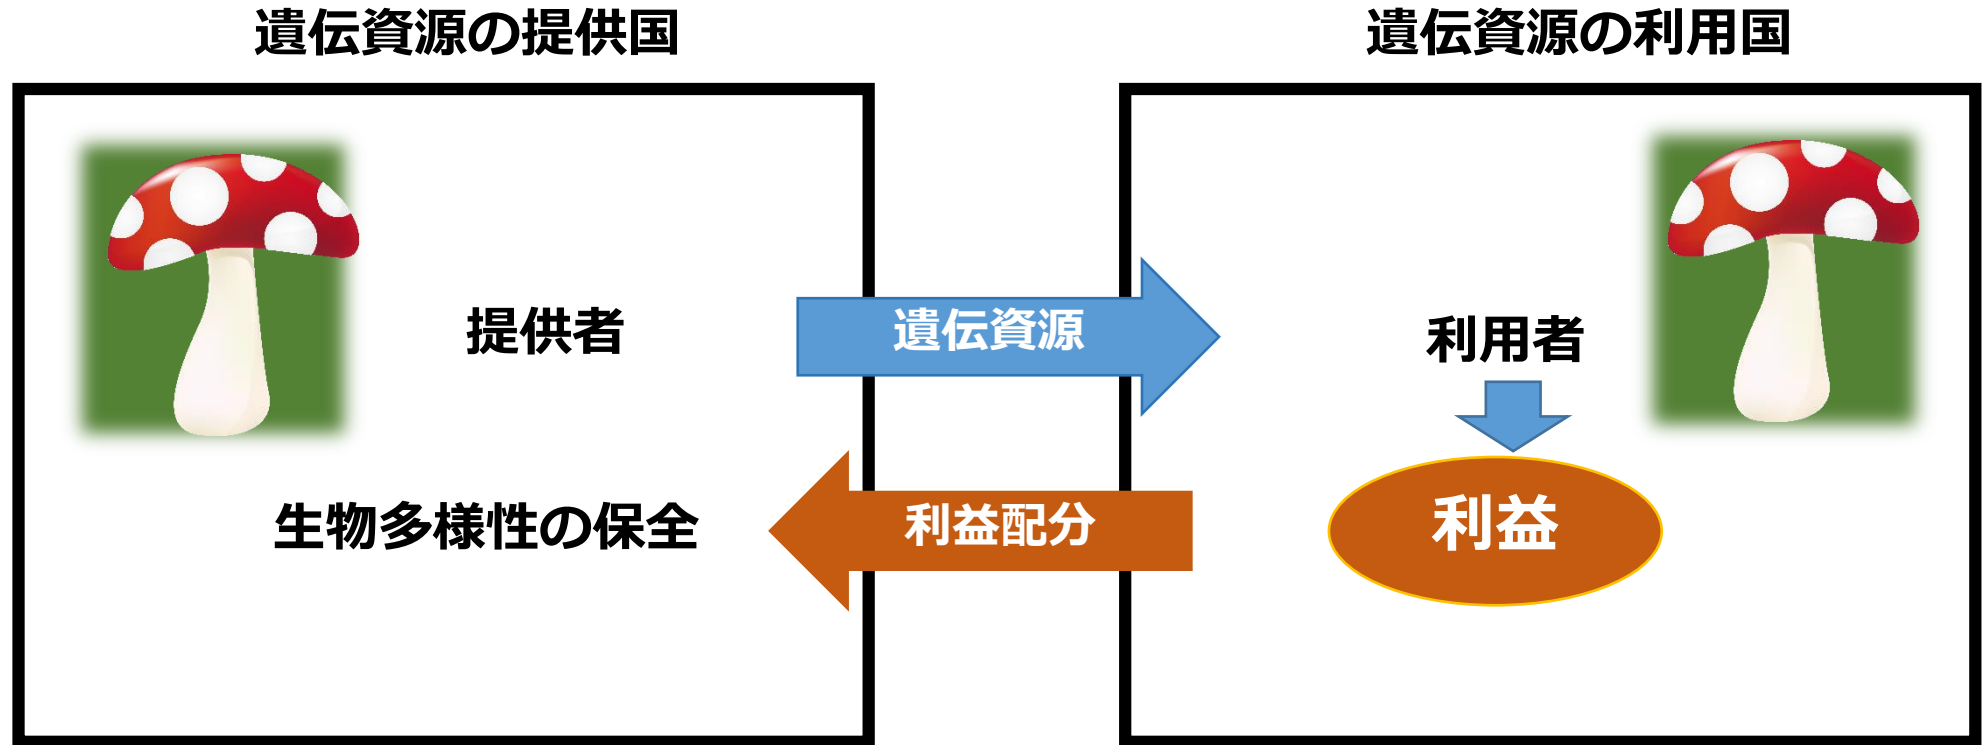 遺伝資源の提供国
遺伝資源の利用国
提供者
遺伝資源
利用者
生物多様性の保全
利益配分
利益